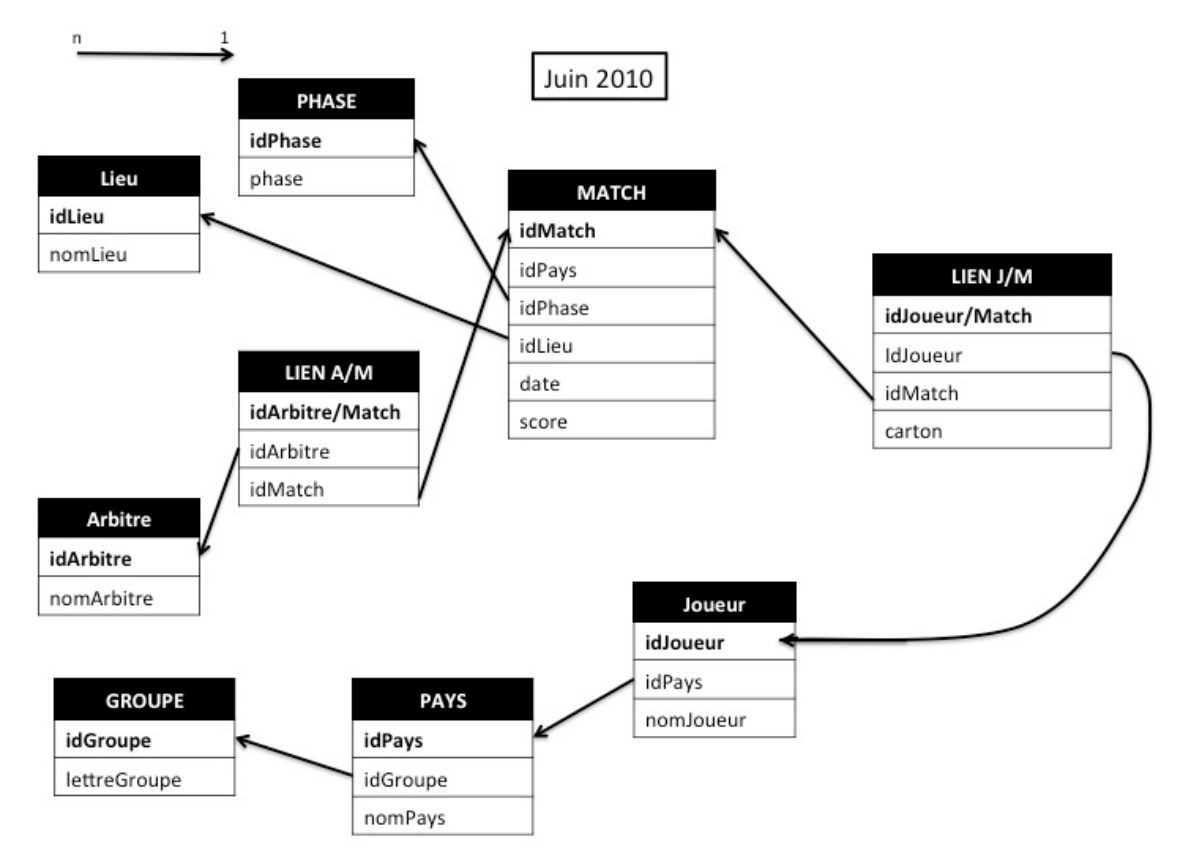 n 1
Juin 2010
PHASE
idPhase
phase
Lieu
idLieu
nomLieu
MATCH
idMatch
idPays
idPhase
idLieu
date
score
LIEN J/M
idJoueur/Match
IdJoueur
idMatch
carton
LIEN A/M
idArbitre/Match
idArbitre
idMatch
Arbitre
idArbitre
nomArbitre
Joueur
idJoueur
idPays
nomJoueur
GROUPE
idGroupe
lettreGroupe
PAYS
idPays
idGroupe
nomPays